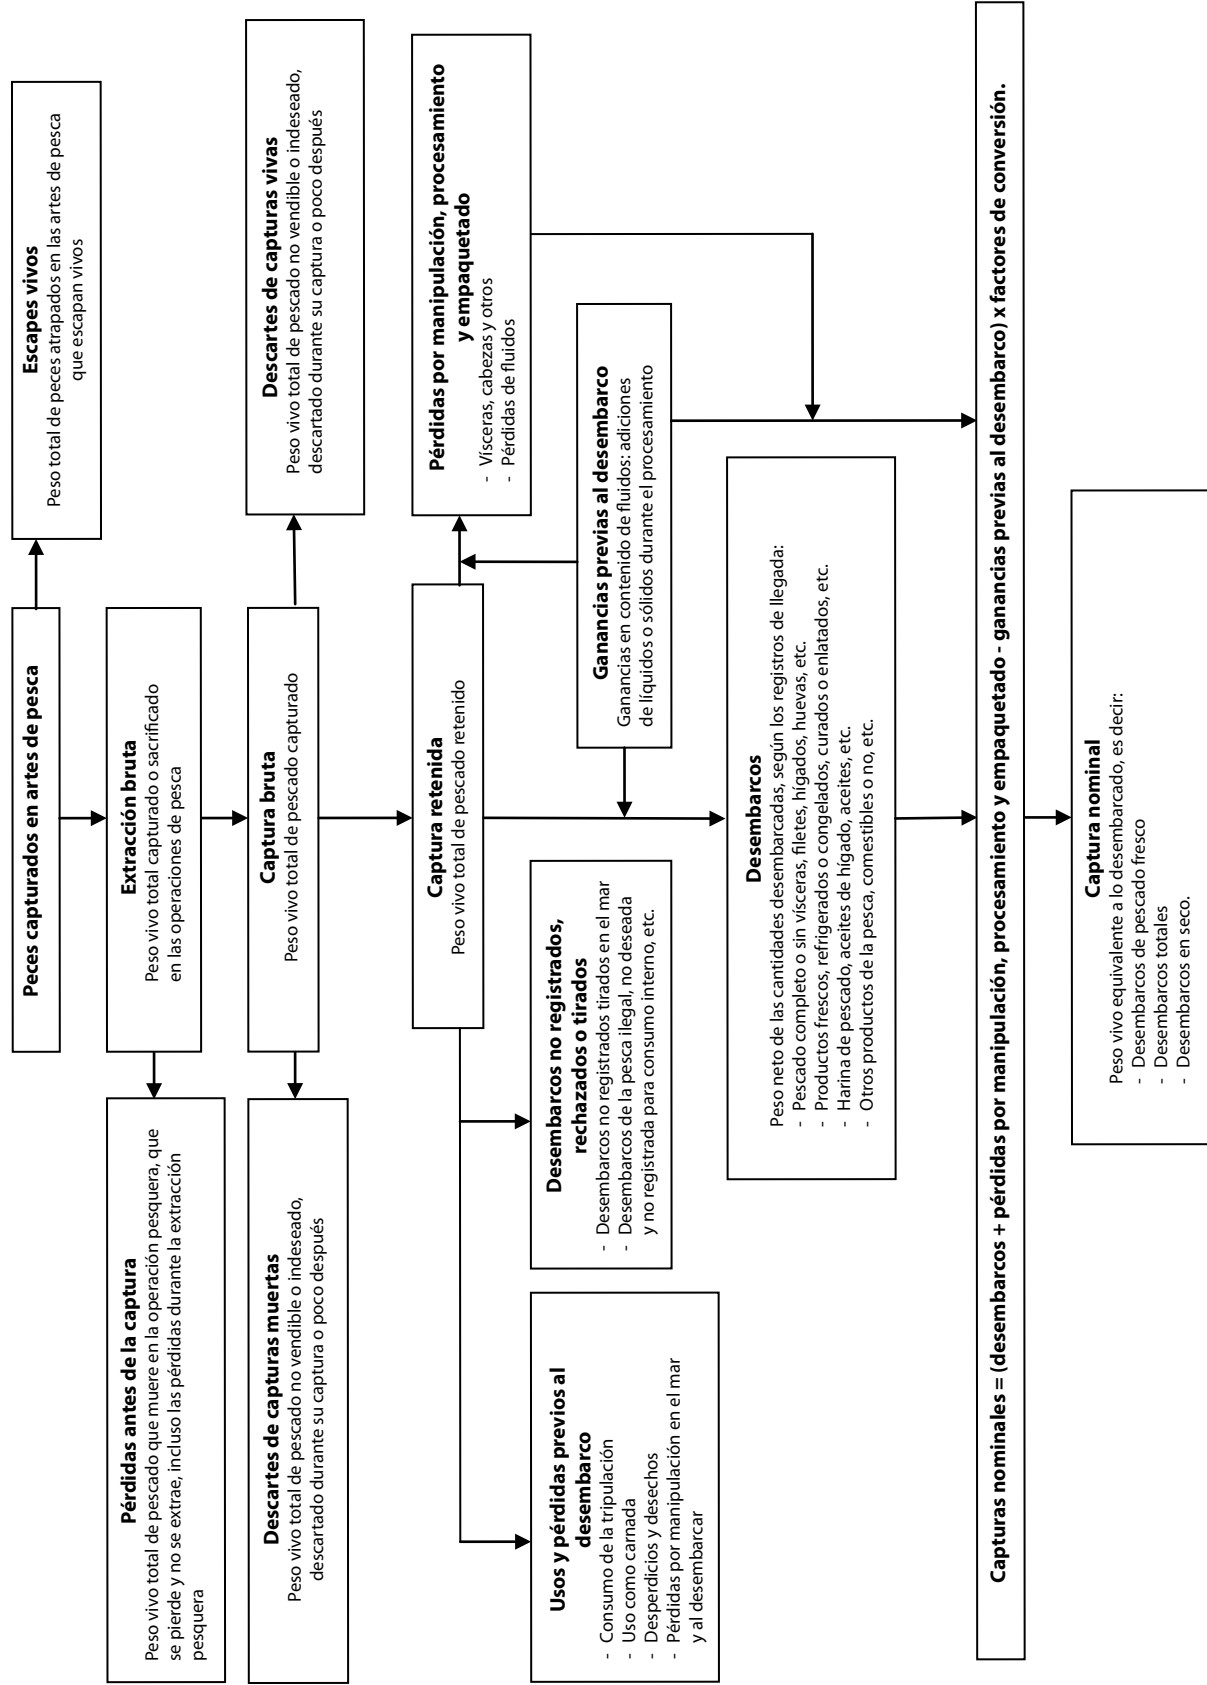 Peces capturados en artes de pesca
Escapes vivos
Peso total de peces atrapados en las artes de pesca
que escapan vivos
Pérdidas antes de la captura
Peso vivo total de pescado que muere en la operación pesquera, que
se pierde y no se extrae, incluso las pérdidas durante la extracción
pesquera
Extracción bruta
Peso vivo total capturado o sacrificado
en las operaciones de pesca
Descartes de capturas muertas
Peso vivo total de pescado no vendible o indeseado,
descartado durante su captura o poco después
Captura bruta
Peso vivo total de pescado capturado
Descartes de capturas vivas
Peso vivo total de pescado no vendible o indeseado,
descartado durante su captura o poco después
Captura retenida
Peso vivo total de pescado retenido
Pérdidas por manipulación, procesamiento
y empaquetado
- Vísceras, cabezas y otros
- Pérdidas de fluidos
Usos y pérdidas previos al
desembarco
- Consumo de la tripulación
- Uso como carnada
- Desperdicios y desechos
- Pérdidas por manipulación en el mar
y al desembarcar
Desembarcos no registrados,
rechazados o tirados
- Desembarcos no registrados tirados en el mar
- Desembarcos de la pesca ilegal, no deseada
y no registrada para consumo interno, etc.
Ganancias previas al desembarco
Ganancias en contenido de fluidos: adiciones
de líquidos o sólidos durante el procesamiento
Desembarcos
Peso neto de las cantidades desembarcadas, según los registros de llegada:
- Pescado completo o sin vísceras, filetes, hígados, huevas, etc.
- Productos frescos, refrigerados o congelados, curados o enlatados, etc.
- Harina de pescado, aceites de hígado, aceites, etc.
- Otros productos de la pesca, comestibles o no, etc.
Capturas nominales = (desembarcos + pérdidas por manipulación, procesamiento y empaquetado - ganancias previas al desembarco) x factores de conversión.
Captura nominal
Peso vivo equivalente a lo desembarcado, es decir:
- Desembarcos de pescado fresco
- Desembarcos totales
- Desembarcos en seco.